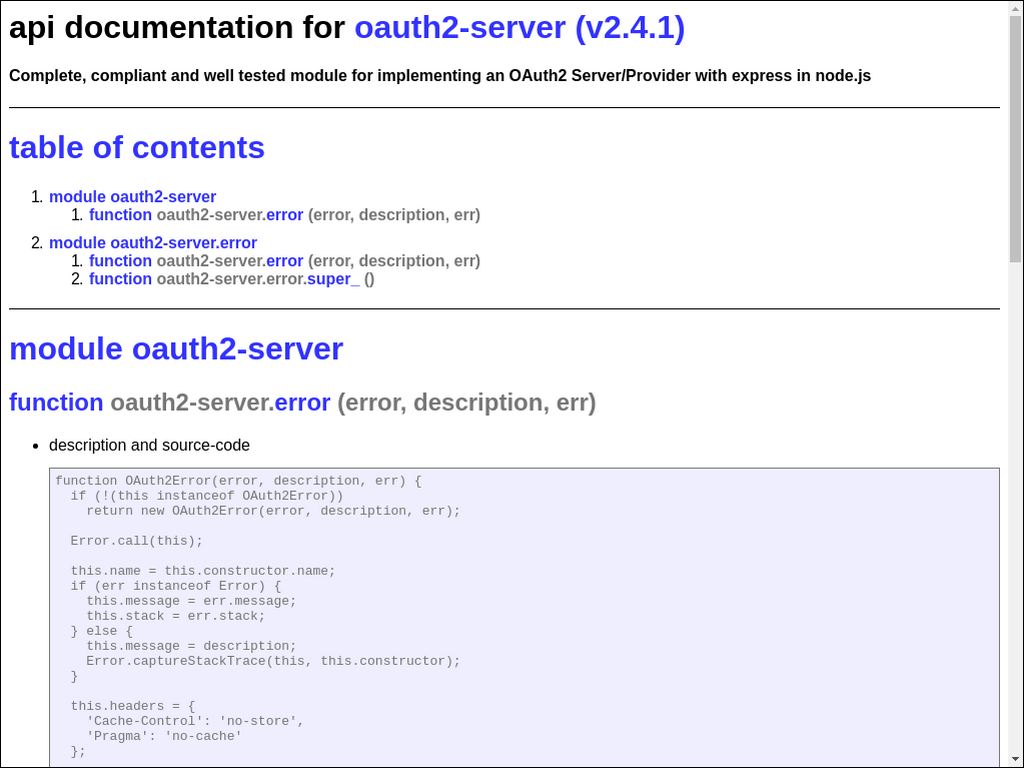 api documentation for oauth2-server (v2.4.1)
Complete, compliant and well tested module for implementing an OAuth2 Server/Provider with express in node.js
table of contents
1. module oauth2-server
1. function oauth2-server.error (error, description, err)
2. module oauth2-server.error
1. function oauth2-server.error (error, description, err)
2. function oauth2-server.error.super_ ()
module oauth2-server
function oauth2-server.error (error, description, err)
• description and source-code
function OAuth2Error(error, description, err) {
  if (!(this instanceof OAuth2Error))
    return new OAuth2Error(error, description, err);
  Error.call(this);
  this.name = this.constructor.name;
  if (err instanceof Error) {
    this.message = err.message;
    this.stack = err.stack;
  } else {
    this.message = description;
    Error.captureStackTrace(this, this.constructor);
  }
  this.headers = {
    'Cache-Control': 'no-store',
    'Pragma': 'no-cache'
  };